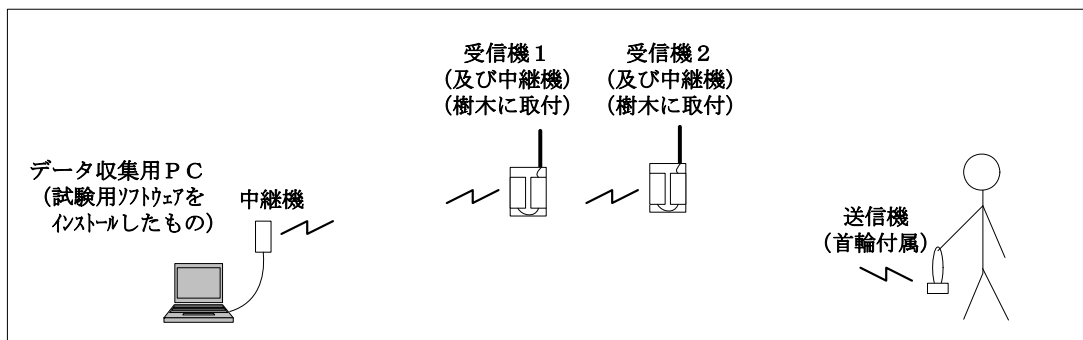 受信機１
（及び中継機）
（樹木に取付）
受信機２
（及び中継機）
（樹木に取付）
データ収集用ＰＣ
（試験用ｿﾌﾄｳｪｱを
ｲﾝｽﾄｰﾙしたもの）
中継機
送信機
（首輪付属）